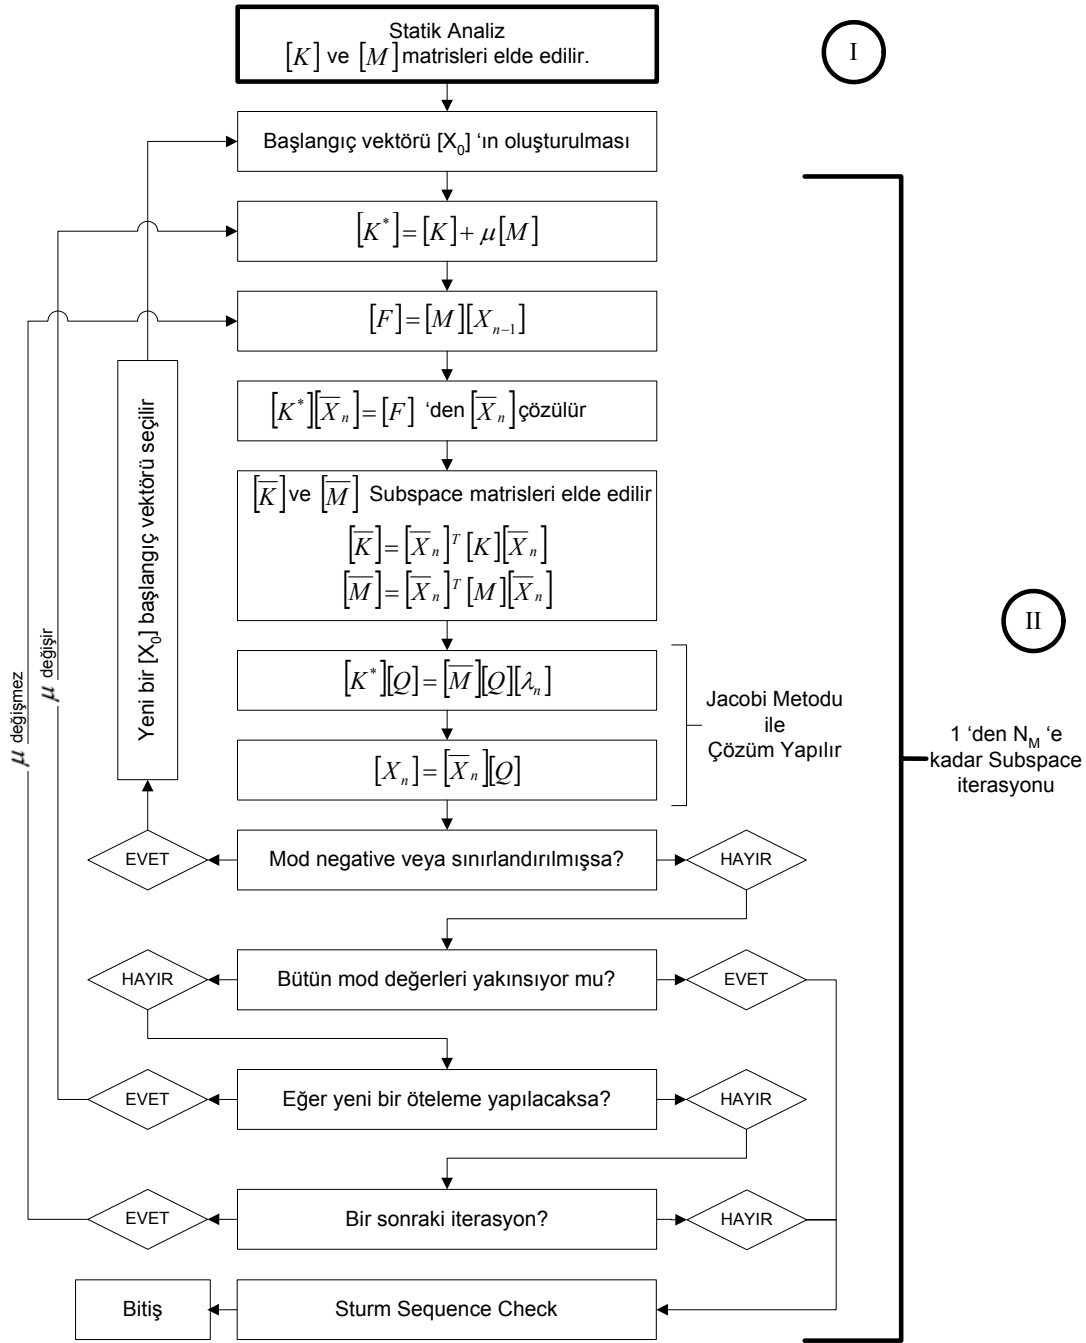 Statik Analiz
[K] ve [M] matrisleri elde edilir.
I
Başlangıç vektörü [X₀] ‘ın oluşturulması
[K*] = [K] + μ[M]
[F] = [M][Xₙ₋₁]
[K*][X̅ₙ] = [F] ‘den [X̅ₙ] çözülür
[K̅] ve [M̅] Subspace matrisleri elde edilir
[K̅] = [X̅ₙ]ᵀ [K][X̅ₙ]
[M̅] = [X̅ₙ]ᵀ [M][X̅ₙ]
[K*][Q] = [M̅][Q][λₙ]
[Xₙ] = [X̅ₙ][Q]
Jacobi Metodu
ile
Çözüm Yapılır
II
1 ‘den N_M ‘e
kadar Subspace
iterasyonu
Yeni bir [X₀] başlangıç vektörü seçilir
μ değişir
μ değişmez
EVET
Mod negative veya sınırlandırılmışsa?
HAYIR
HAYIR
Bütün mod değerleri yakınsıyor mu?
EVET
EVET
Eğer yeni bir öteleme yapılacaksa?
HAYIR
EVET
Bir sonraki iterasyon?
HAYIR
Bitiş
Sturm Sequence Check